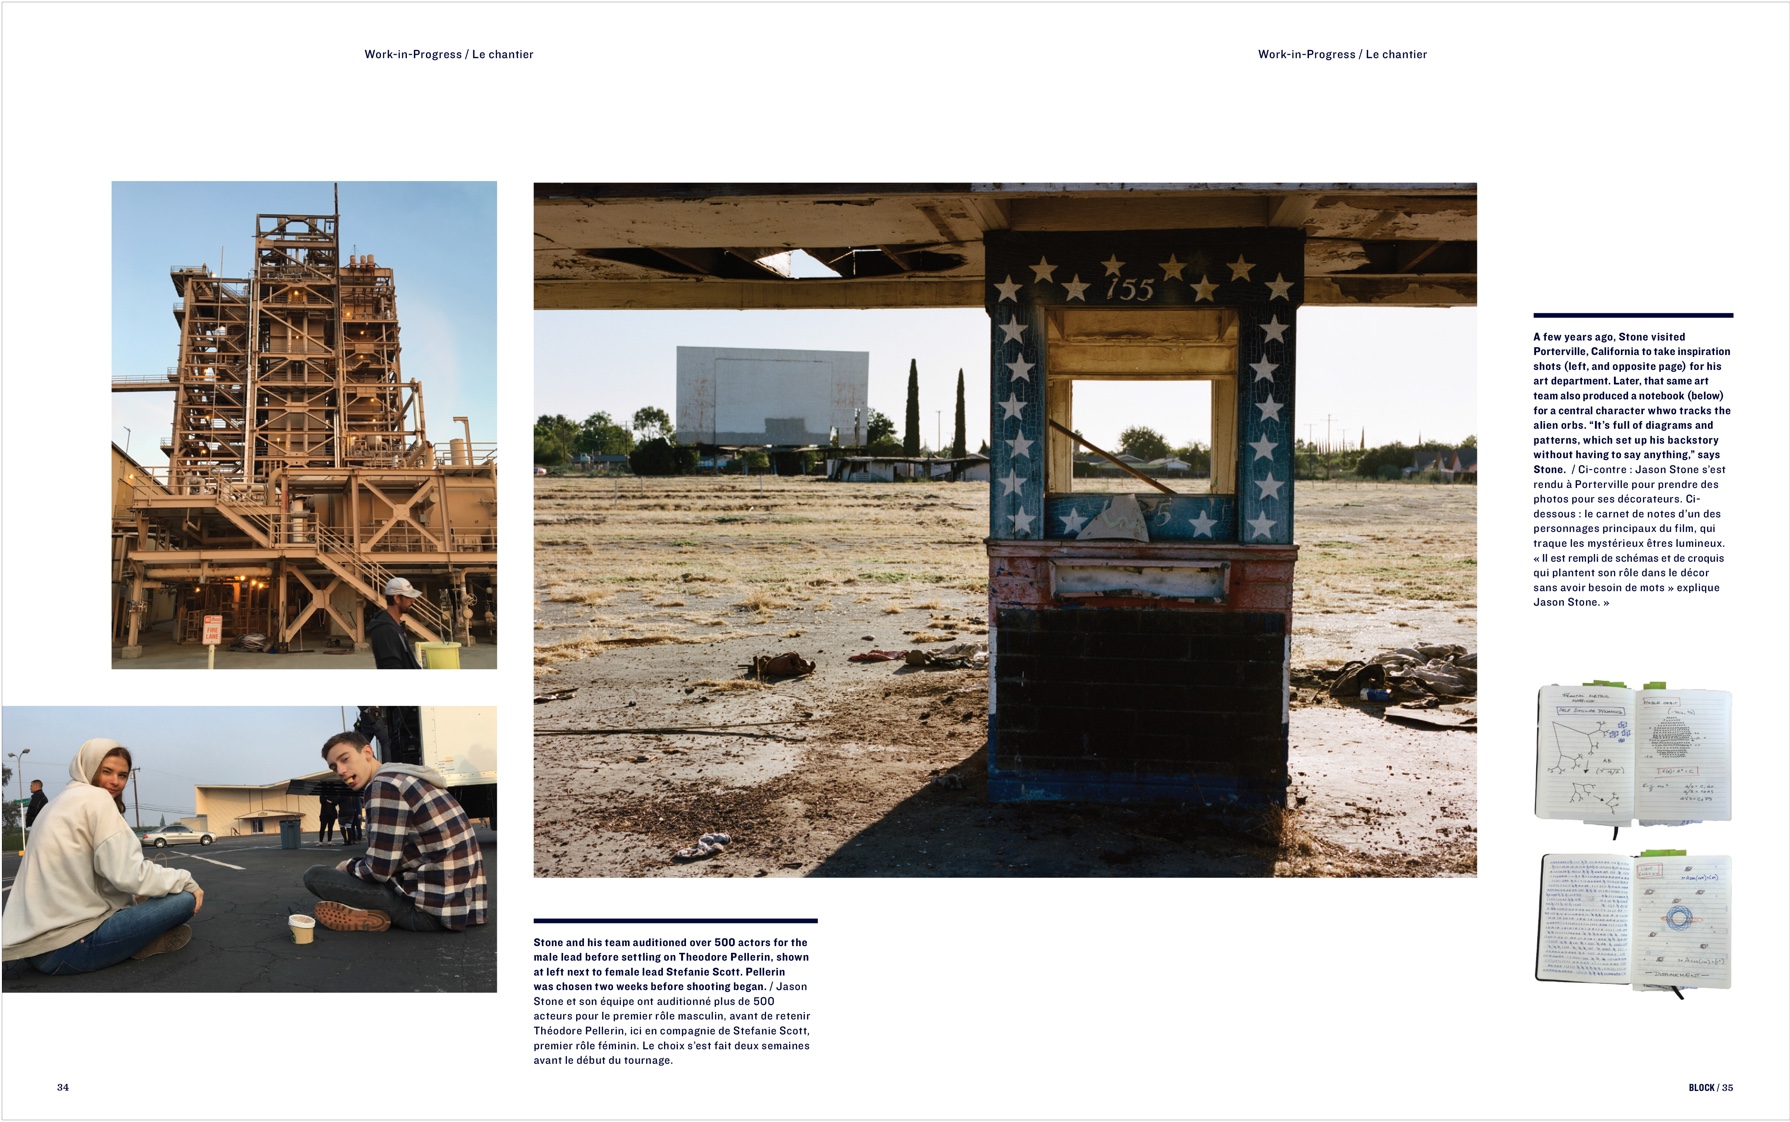 Work-in-Progress / Le chantier
Work-in-Progress / Le chantier
155
FIRE
LANE
A few years ago, Stone visited
Porterville, California to take inspiration
shots (left, and opposite page) for his
art department. Later, that same art
team also produced a notebook (below)
for a central character whwo tracks the
alien orbs. “It’s full of diagrams and
patterns, which set up his backstory
without having to say anything,” says
Stone. / Ci-contre : Jason Stone s’est
rendu à Porterville pour prendre des
photos pour ses décorateurs. Ci-
dessous : le carnet de notes d’un des
personnages principaux du film, qui
traque les mystérieux êtres lumineux.
« Il est rempli de schémas et de croquis
qui plantent son rôle dans le décor
sans avoir besoin de mots » explique
Jason Stone. »
Stone and his team auditioned over 500 actors for the
male lead before settling on Theodore Pellerin, shown
at left next to female lead Stefanie Scott. Pellerin
was chosen two weeks before shooting began. / Jason
Stone et son équipe ont auditionné plus de 500
acteurs pour le premier rôle masculin, avant de retenir
Théodore Pellerin, ici en compagnie de Stefanie Scott,
premier rôle féminin. Le choix s’est fait deux semaines
avant le début du tournage.
34
BLOCK / 35